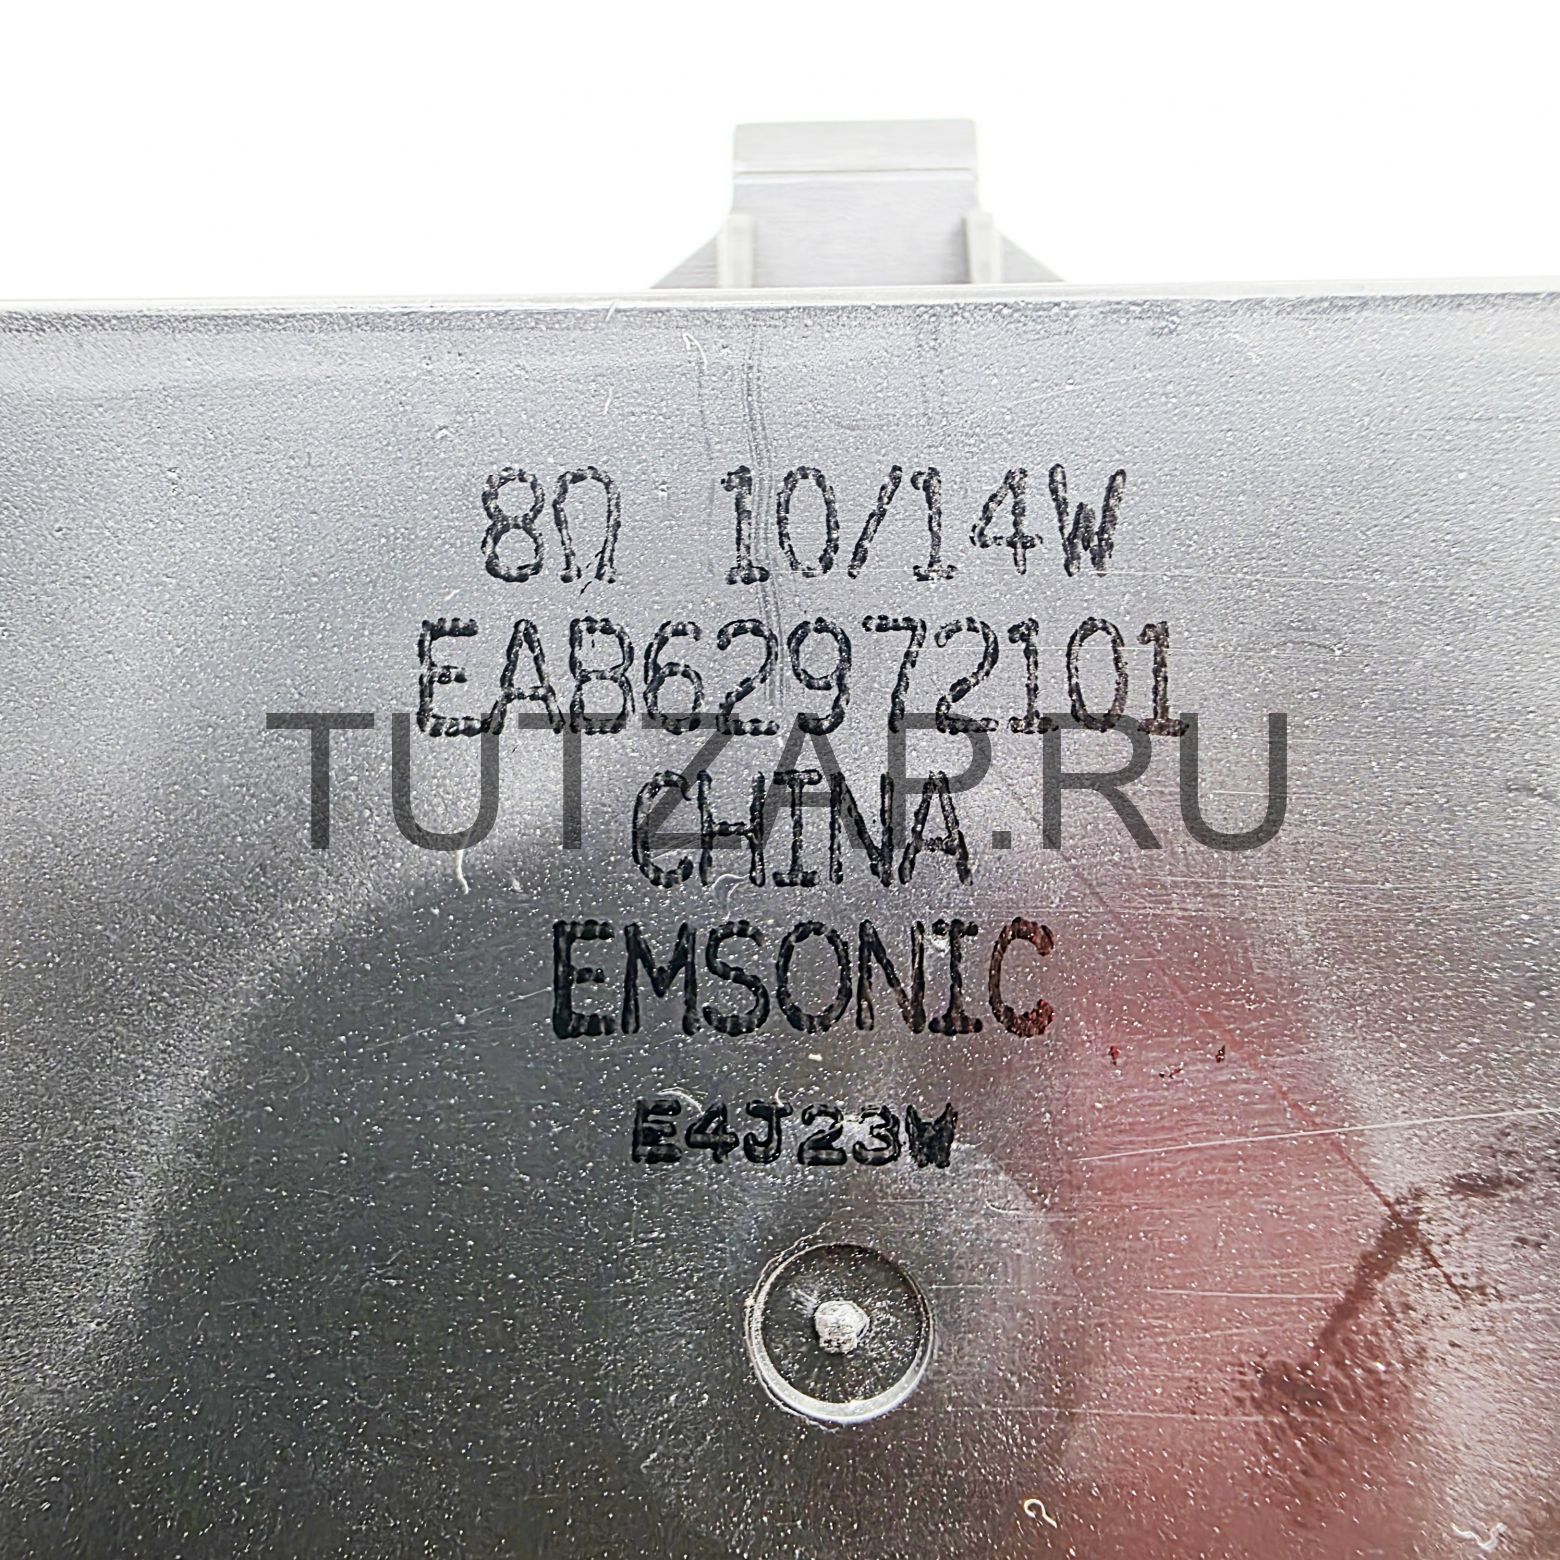 8Ω 10/14W
EAB62972101
TUTZAP.RU
CHINA
EMSONIC
E4J23W